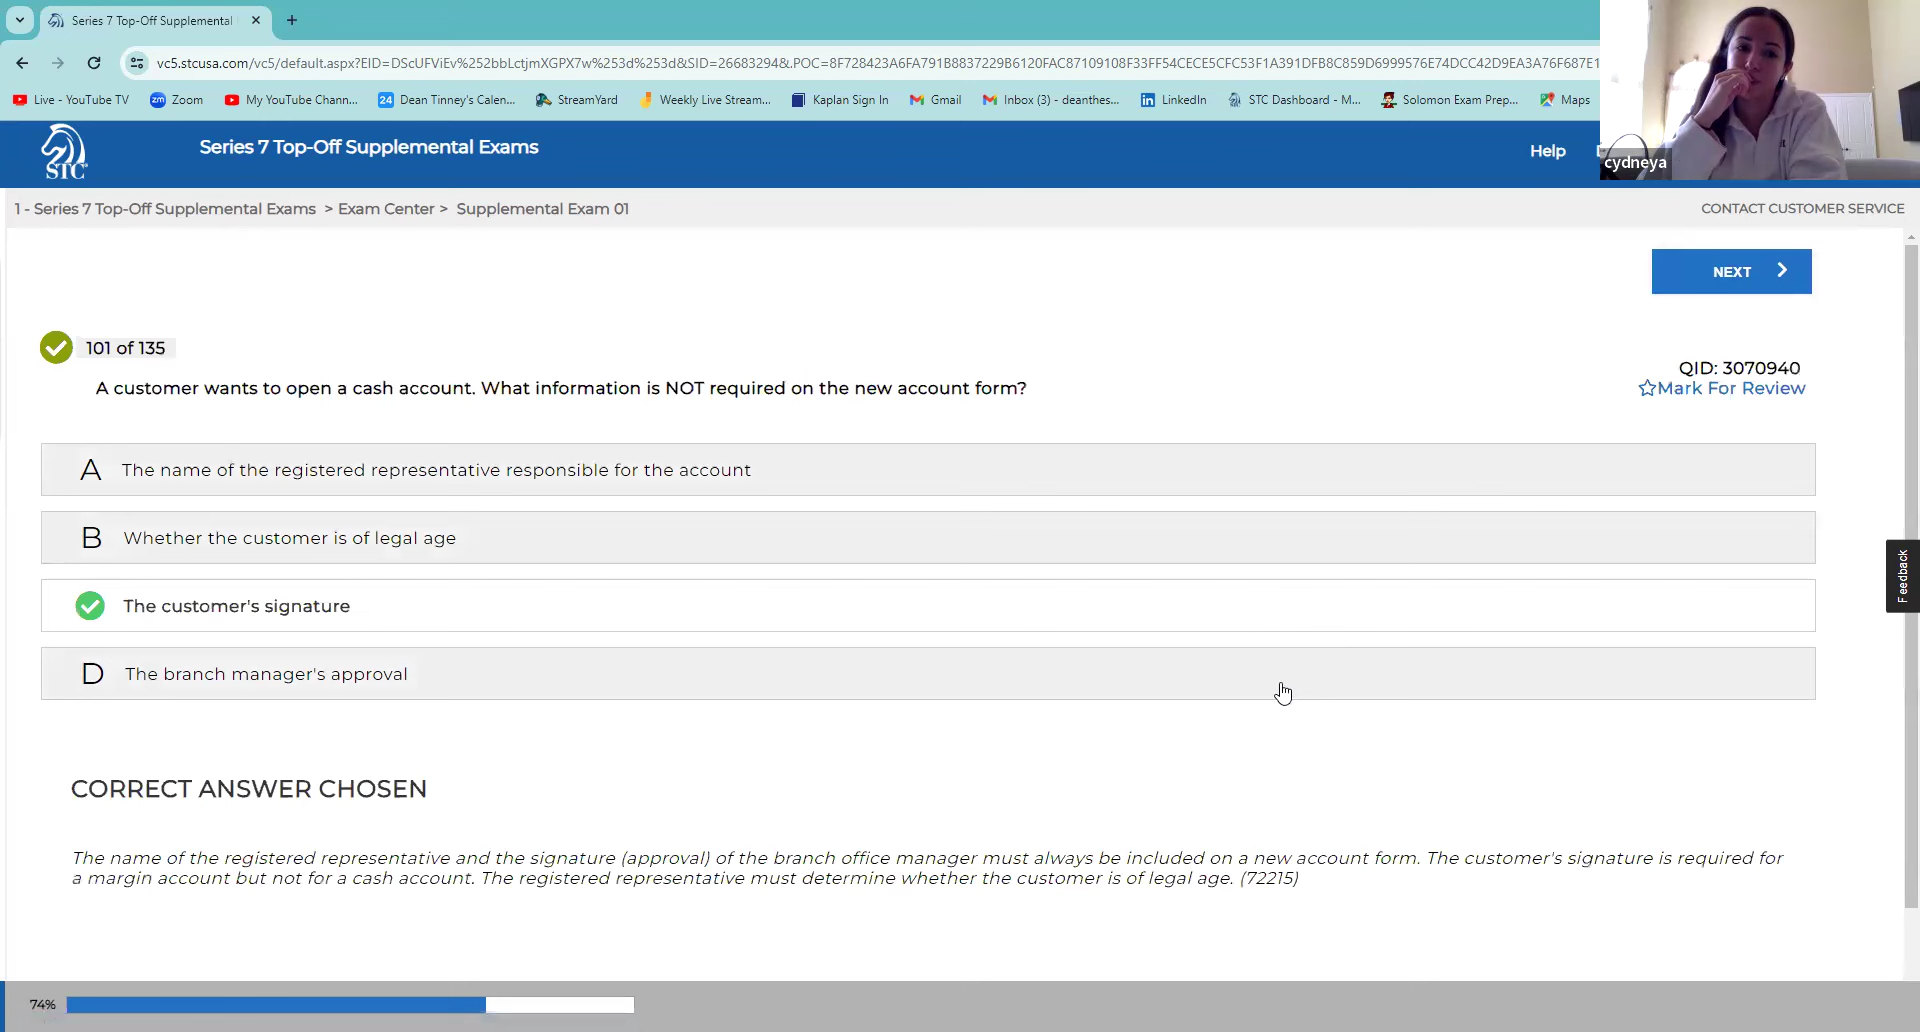 Series 7 Top-Off Supplemental
vc5.stcusa.com/vc5/default.aspx?EID=DScUFViEv%252bbLctjmXGPX7w%3d%3d&SID=26683294&.POC=8F728423A6FA791B8837229B6120FAC87109108F33FF54CECE5CFC53F1A391DFB8C859D6999576E74DCC42D9EA3A76F687E1
Live - YouTube TV
Zoom
My YouTube Chann...
24 Dean Tinney's Calen...
StreamYard
Weekly Live Stream...
Kaplan Sign In
Gmail
Inbox (3) - deanthes...
LinkedIn
STC Dashboard - M...
Solomon Exam Prep...
Maps
STC
Series 7 Top-Off Supplemental Exams
Help
cydneya
1 - Series 7 Top-Off Supplemental Exams > Exam Center > Supplemental Exam 01
CONTACT CUSTOMER SERVICE
NEXT
101 of 135
QID: 3070940
A customer wants to open a cash account. What information is NOT required on the new account form?
Mark For Review
A The name of the registered representative responsible for the account
B Whether the customer is of legal age
The customer's signature
D The branch manager's approval
Feedback
CORRECT ANSWER CHOSEN
The name of the registered representative and the signature (approval) of the branch office manager must always be included on a new account form. The customer's signature is required for
a margin account but not for a cash account. The registered representative must determine whether the customer is of legal age. (72215)
74%